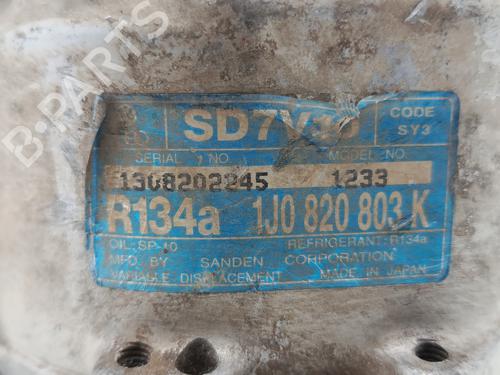 B-PARTS
SD7V16 CODE
SY3
SERIAL NO. MODEL NO.
1308202245 1233
R134a 1J0 820 803 K
OIL:SP-10 REFRIGERANT:R134a
MFD BY SANDEN CORPORATION
VARIABLE DISPLACEMENT MADE IN JAPAN